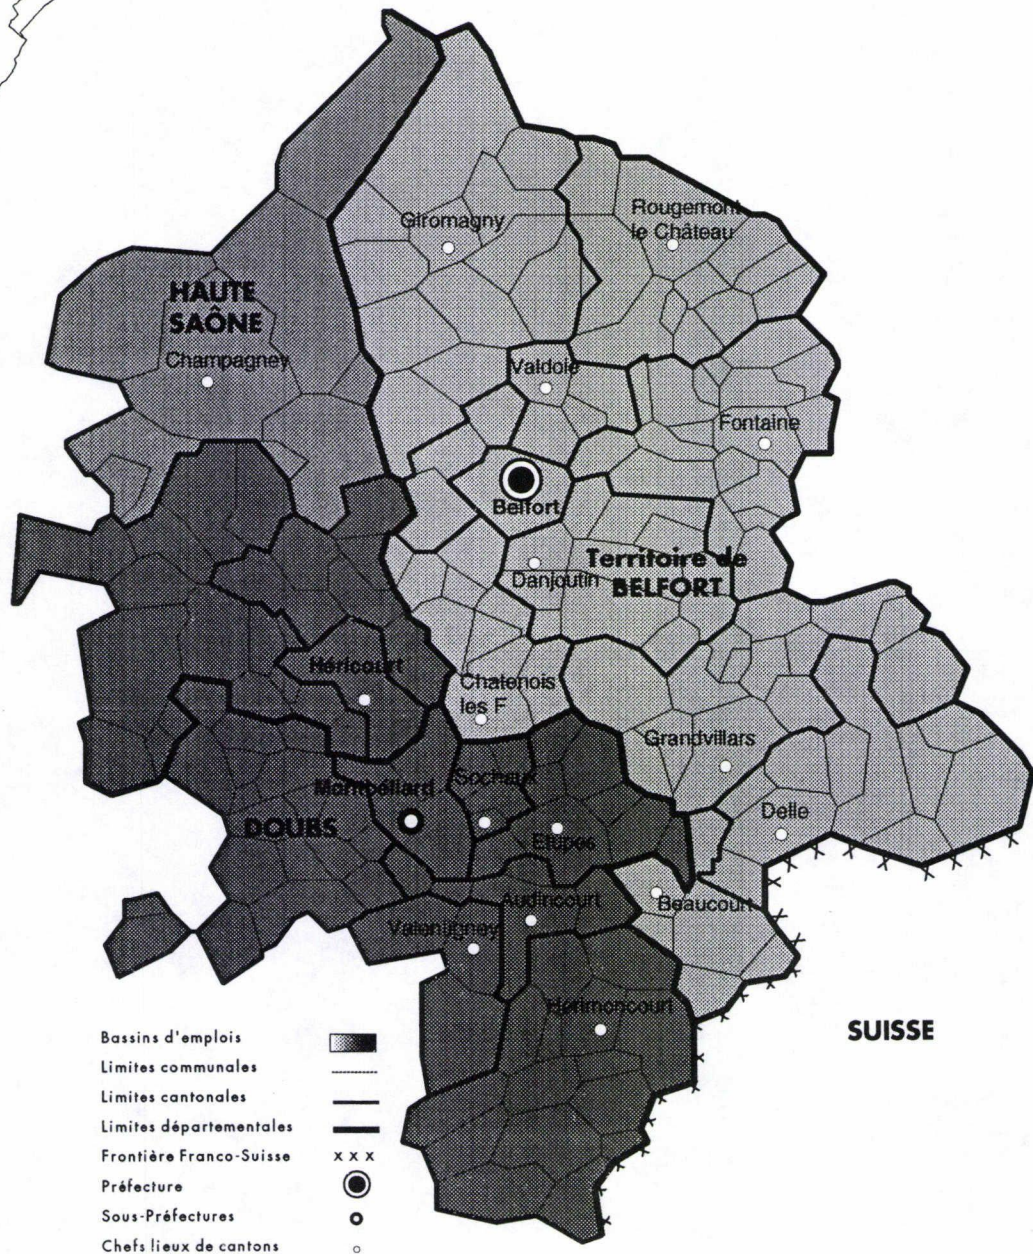 Giromagny
Rougemont
le Château
HAUTE
SAÔNE
Champagney
Valdoie
Fontaine
Belfort
Danjoutin
Territoire de
BELFORT
Héricourt
Chatenois
les F
Grandvillars
Montbéliard
Sochaux
DOUBS
Etupes
Delle
Beaucourt
Audincourt
Valentigney
Hérimoncourt
SUISSE
Bassins d'emplois
Limites communales
Limites cantonales
Limites départementales
Frontière Franco-Suisse x x x
Préfecture
Sous-Préfectures
Chefs lieux de cantons